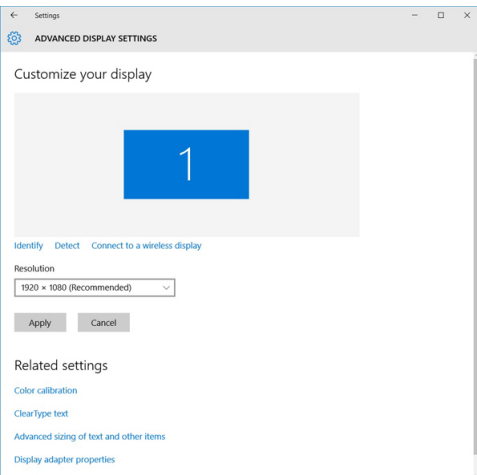 Settings
ADVANCED DISPLAY SETTINGS
Customize your display
1
Identify Detect Connect to a wireless display
Resolution
1920 × 1080 (Recommended)
Apply Cancel
Related settings
Color calibration
ClearType text
Advanced sizing of text and other items
Display adapter properties